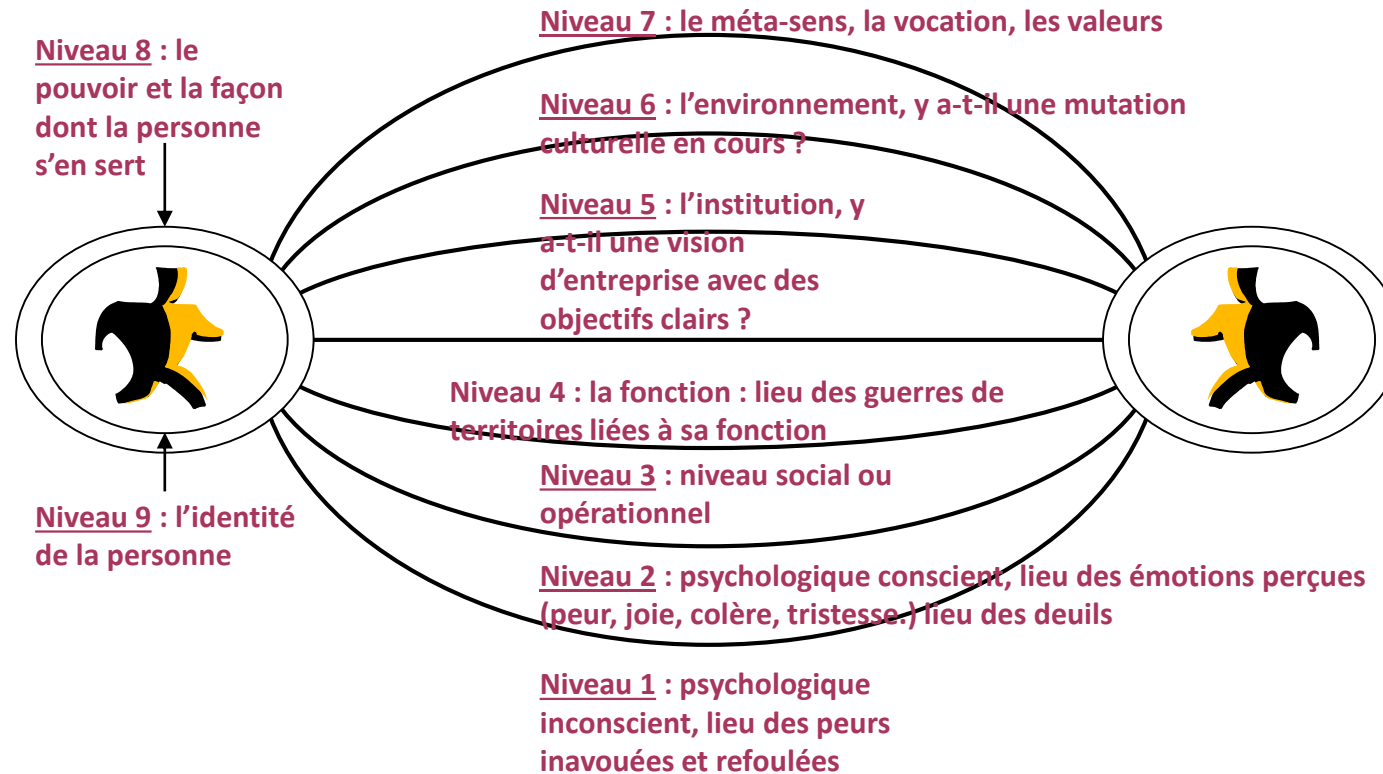 Niveau 7 : le méta-sens, la vocation, les valeurs
Niveau 8 : le
pouvoir et la façon
dont la personne
s'en sert
Niveau 6 : l'environnement, y a-t-il une mutation
culturelle en cours ?
Niveau 5 : l'institution, y
a-t-il une vision
d'entreprise avec des
objectifs clairs ?
Niveau 4 : la fonction : lieu des guerres de
territoires liées à sa fonction
Niveau 3 : niveau social ou
opérationnel
Niveau 9 : l'identité
de la personne
Niveau 2 : psychologique conscient, lieu des émotions perçues
(peur, joie, colère, tristesse.) lieu des deuils
Niveau 1 : psychologique
inconscient, lieu des peurs
inavouées et refoulées